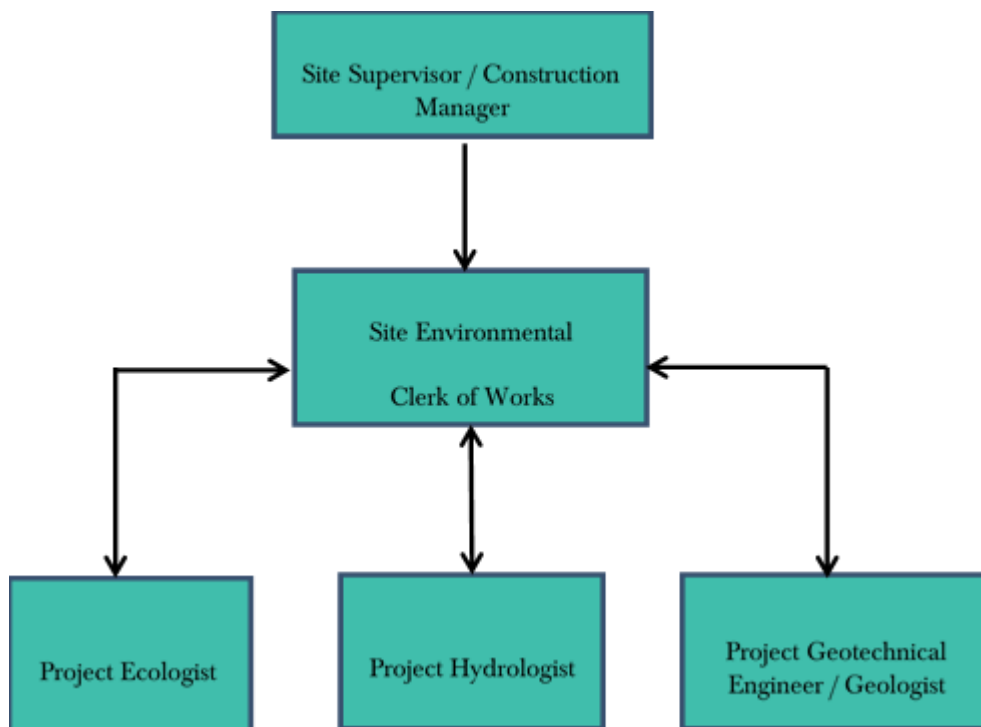 Site Supervisor / Construction
Manager
Site Environmental
Clerk of Works
Project Ecologist
Project Hydrologist
Project Geotechnical
Engineer / Geologist